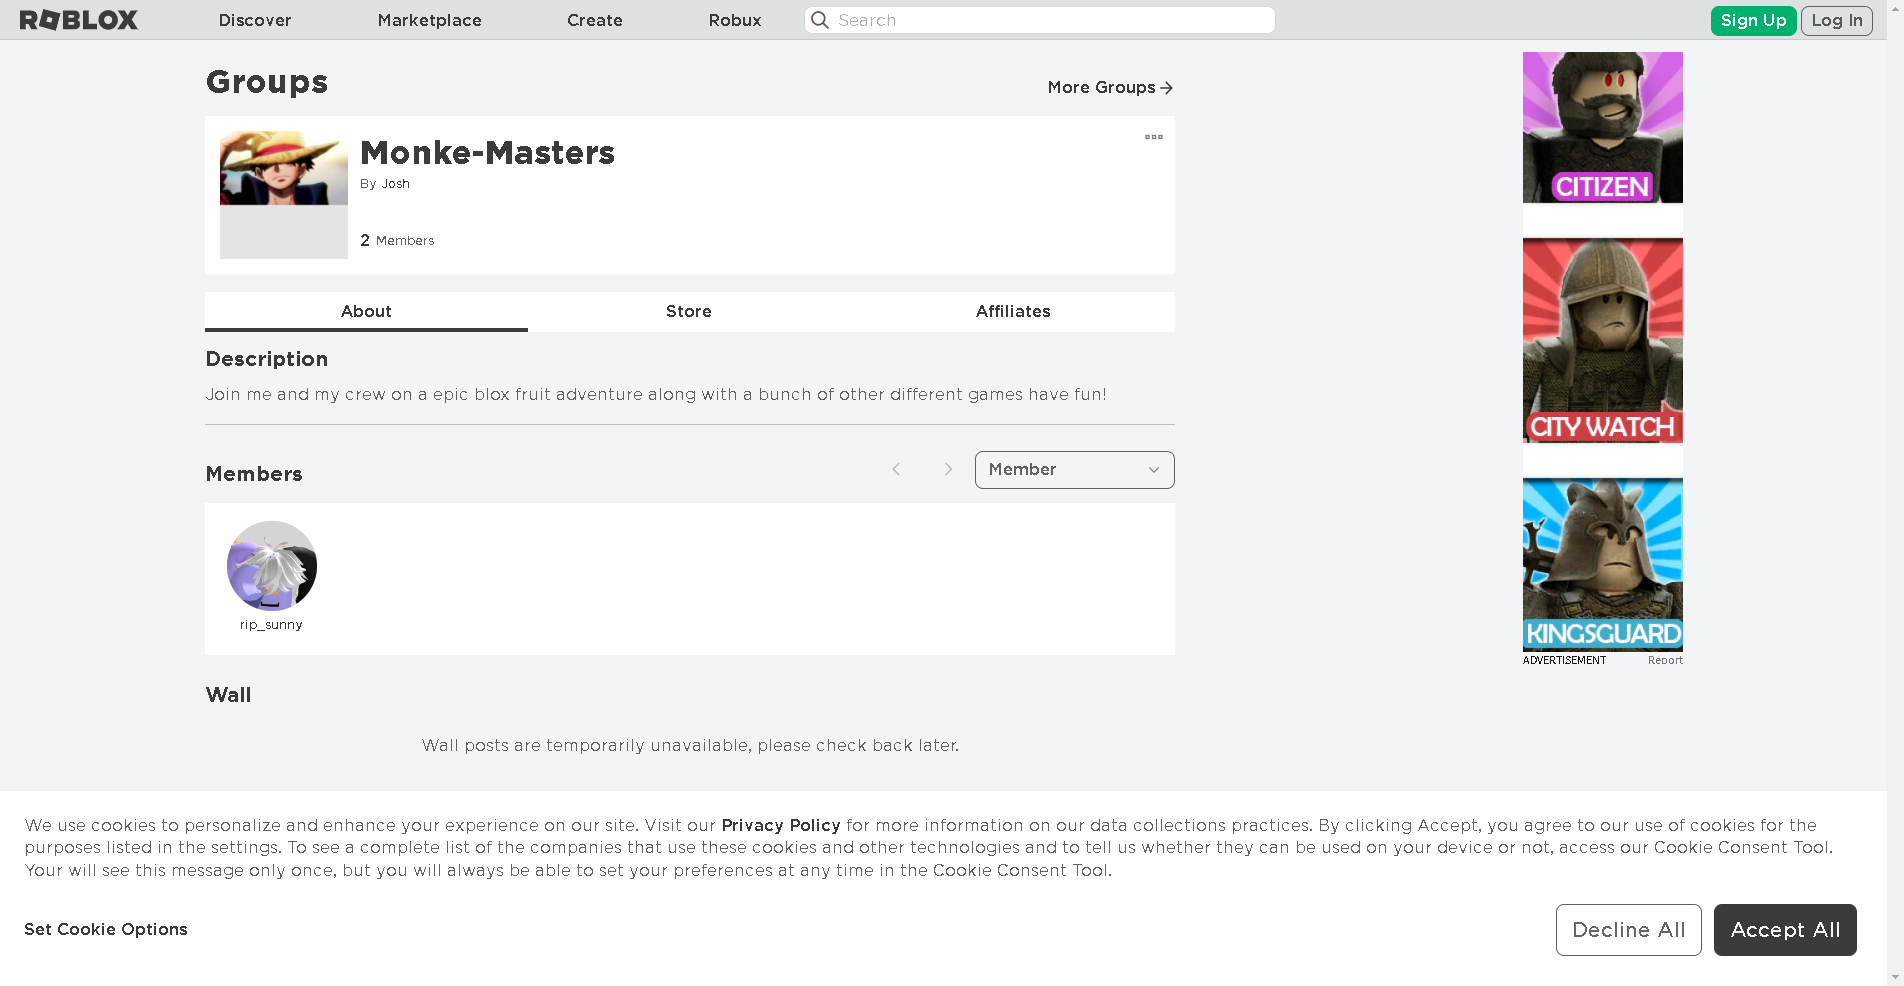 ROBLOX
Discover
Marketplace
Create
Robux
Search
Sign Up
Log In
Groups
More Groups
Monke-Masters
By Josh
2 Members
About
Store
Affiliates
Description
Join me and my crew on a epic blox fruit adventure along with a bunch of other different games have fun!
Members
Member
rip_sunny
Wall
Wall posts are temporarily unavailable, please check back later.
CITIZEN
CITY WATCH
KINGSGUARD
ADVERTISEMENT
Report
We use cookies to personalize and enhance your experience on our site. Visit our Privacy Policy for more information on our data collections practices. By clicking Accept, you agree to our use of cookies for the
purposes listed in the settings. To see a complete list of the companies that use these cookies and other technologies and to tell us whether they can be used on your device or not, access our Cookie Consent Tool.
Your will see this message only once, but you will always be able to set your preferences at any time in the Cookie Consent Tool.
Set Cookie Options
Decline All
Accept All